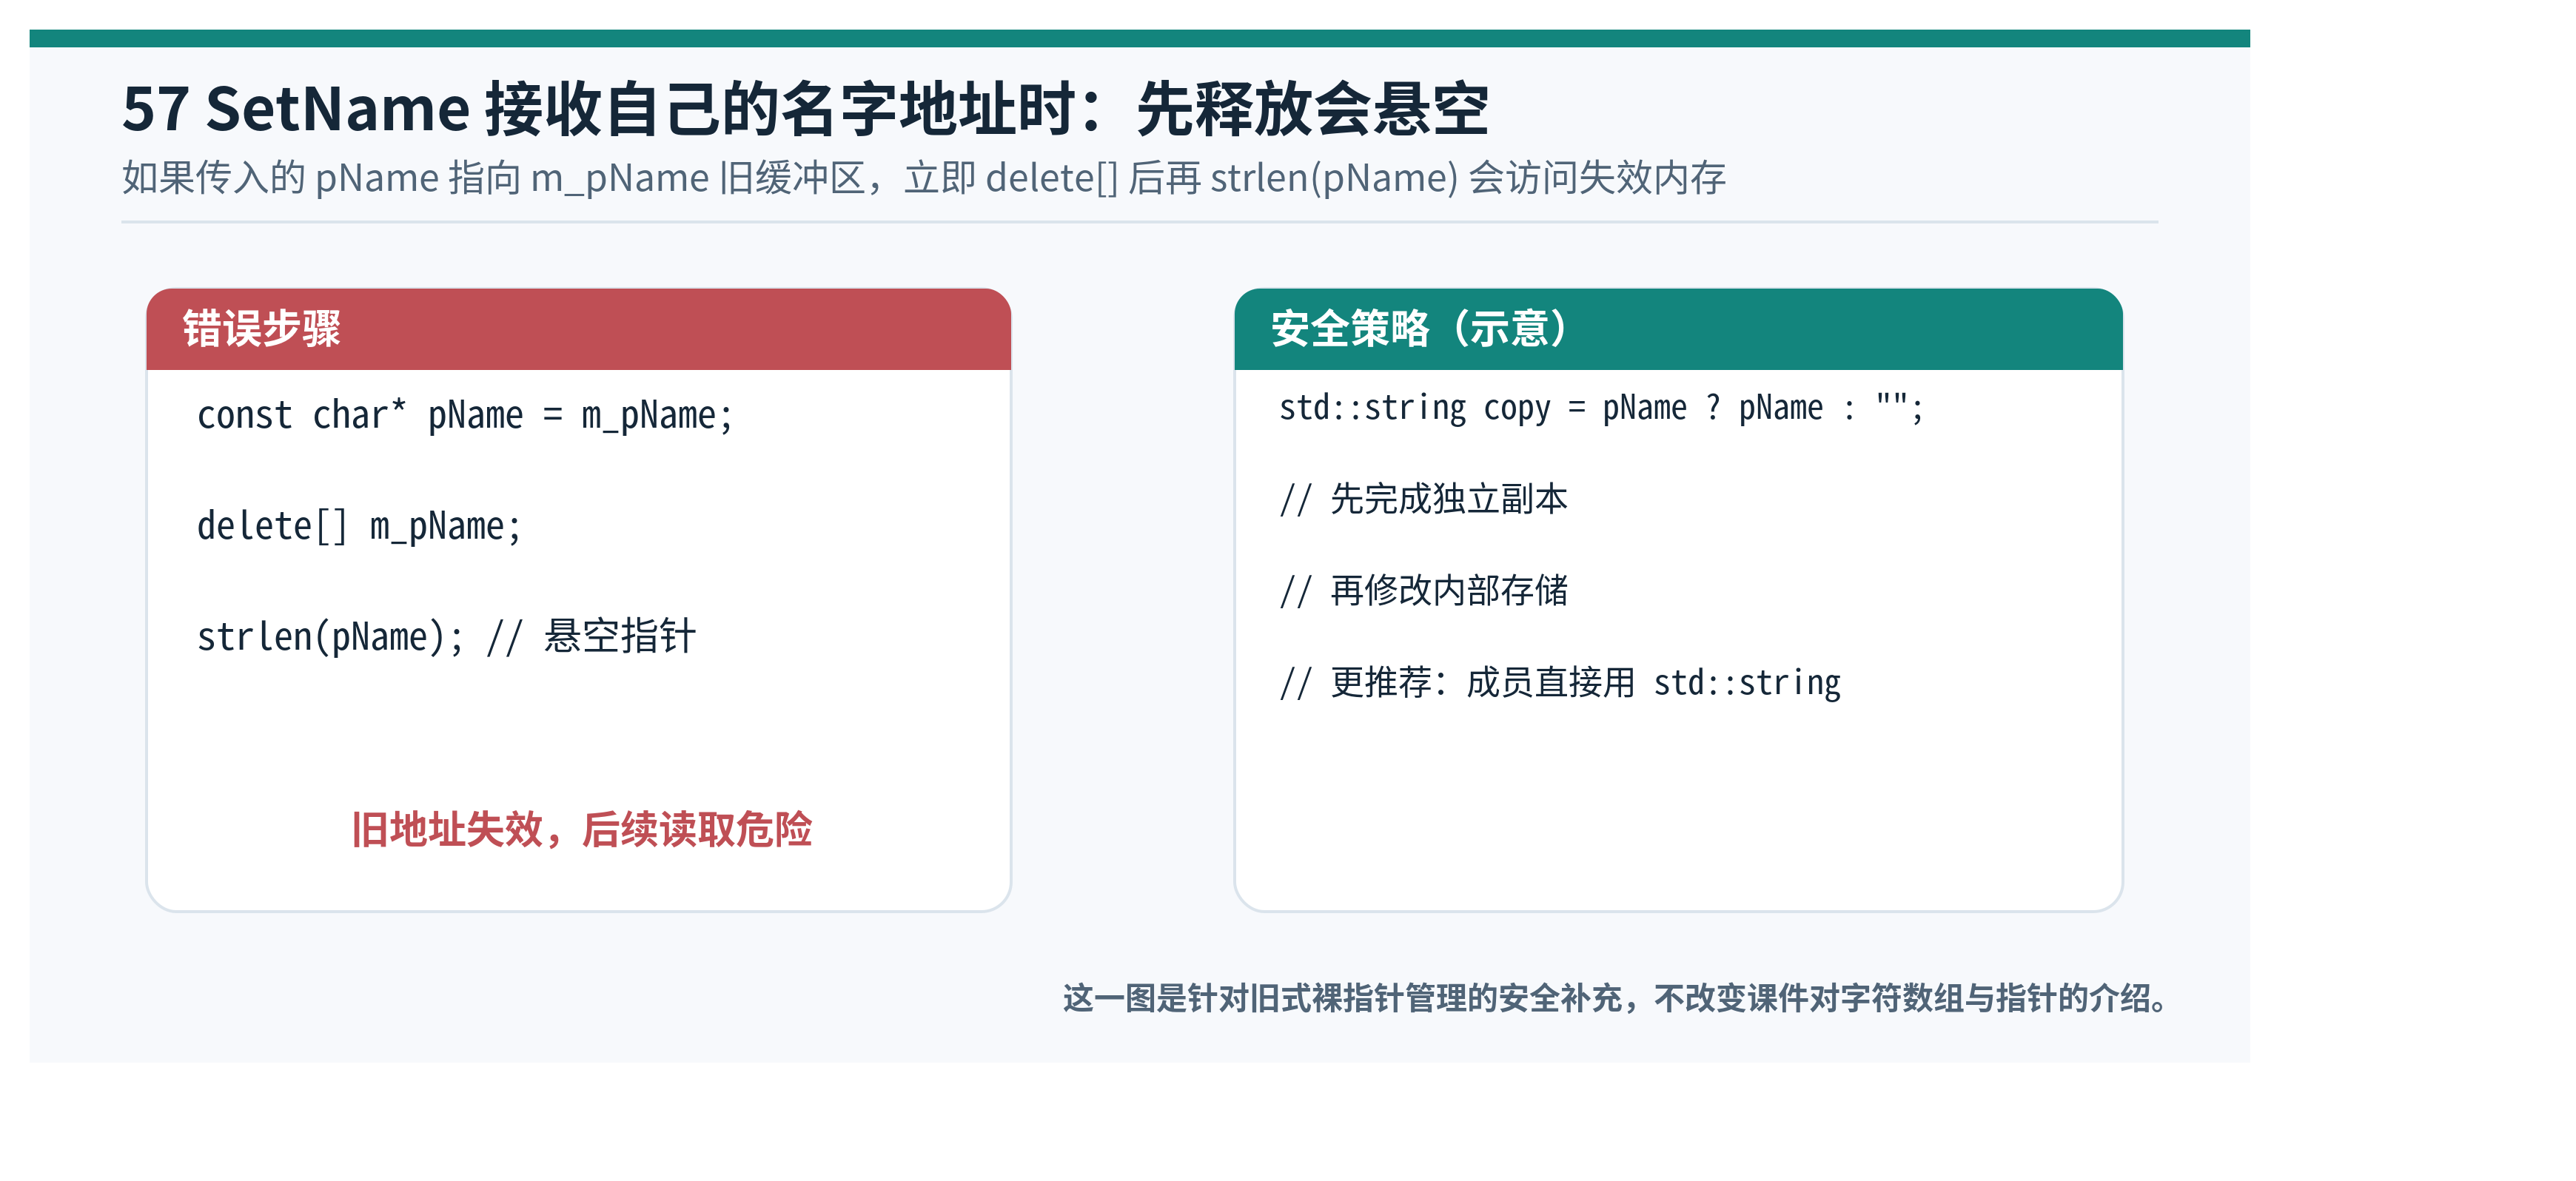 57 SetName 接收自己的名字地址时：先释放会悬空
如果传入的 pName 指向 m_pName 旧缓冲区，立即 delete[] 后再 strlen(pName) 会访问失效内存
错误步骤
const char* pName = m_pName;
delete[] m_pName;
strlen(pName); // 悬空指针
旧地址失效，后续读取危险
安全策略（示意）
std::string copy = pName ? pName : "";
// 先完成独立副本
// 再修改内部存储
// 更推荐：成员直接用 std::string
这一图是针对旧式裸指针管理的安全补充，不改变课件对字符数组与指针的介绍。